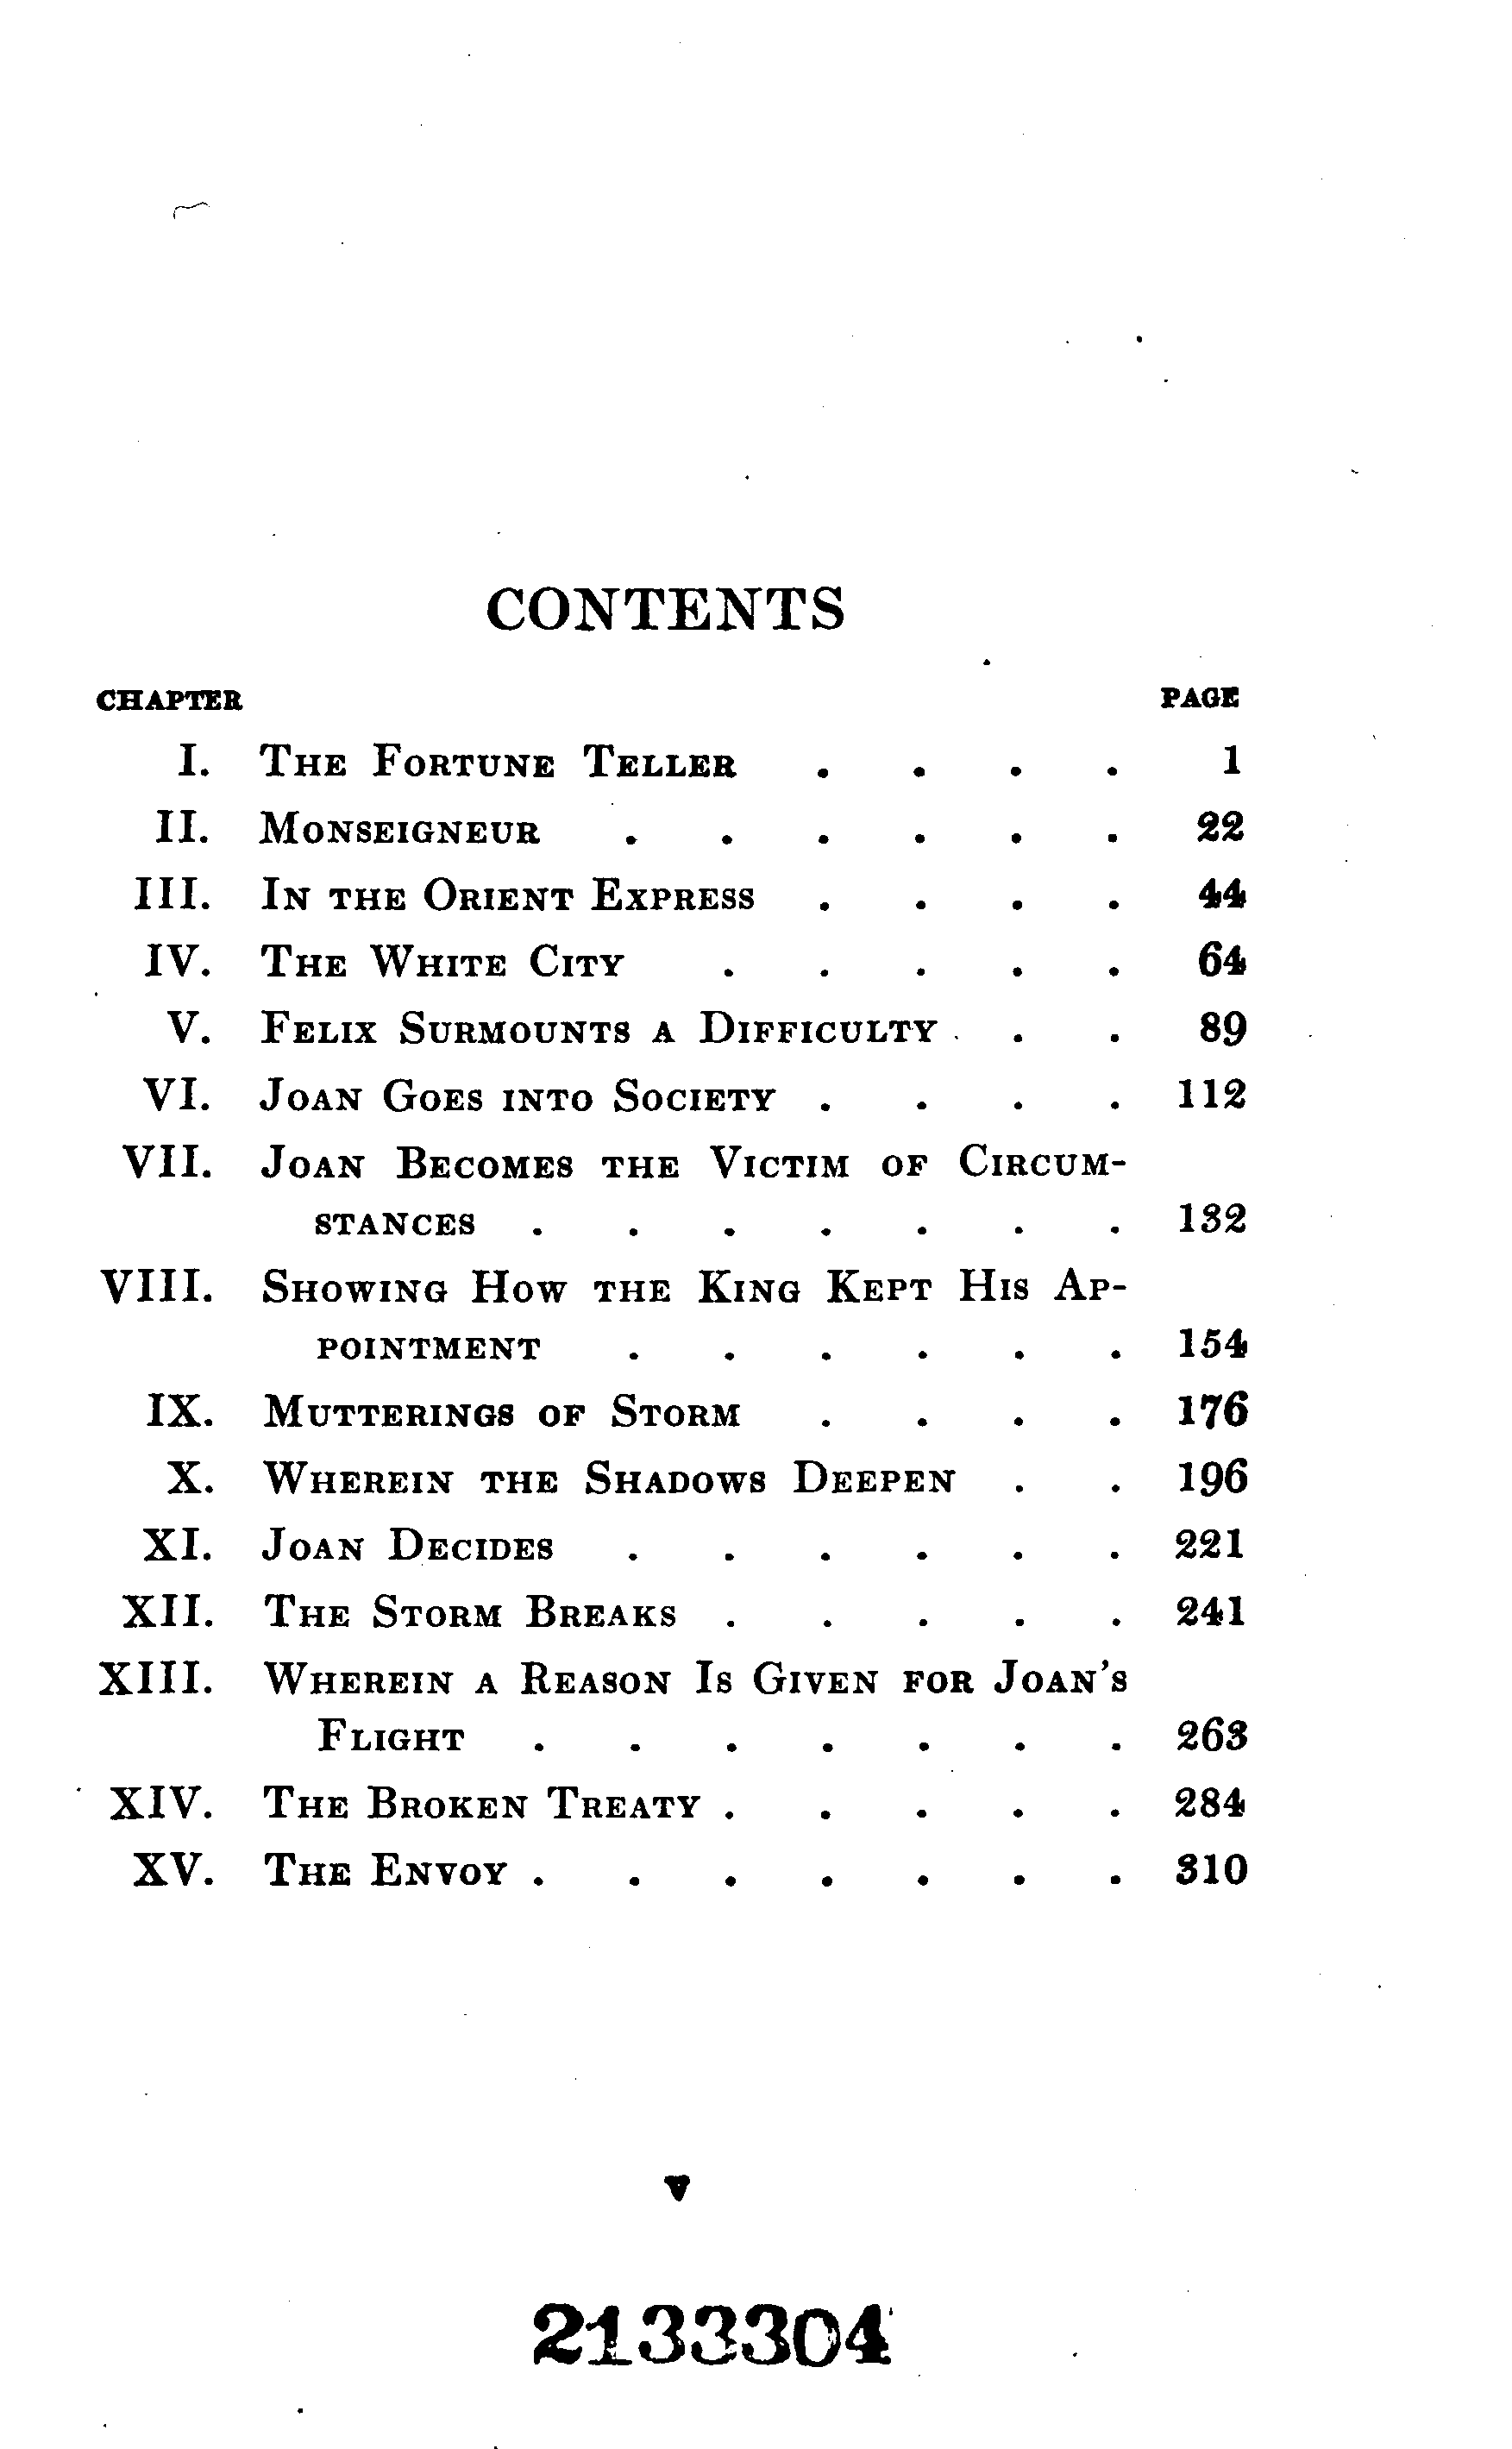 CONTENTS
CHAPTER PAGE
I. The Fortune Teller . . . . 1
II. Monseigneur . . . . . . 22
III. In the Orient Express . . . . 44
IV. The White City . . . . . 64
V. Felix Surmounts a Difficulty . . . 89
VI. Joan Goes into Society . . . . 112
VII. Joan Becomes the Victim of Circum-
stances . . . . . . . 132
VIII. Showing How the King Kept His Ap-
pointment . . . . . . 154
IX. Mutterings of Storm . . . . 176
X. Wherein the Shadows Deepen . . 196
XI. Joan Decides . . . . . . 221
XII. The Storm Breaks . . . . . 241
XIII. Wherein a Reason Is Given for Joan's
Flight . . . . . . . 263
XIV. The Broken Treaty . . . . . 284
XV. The Envoy . . . . . . . 310
v
2133304